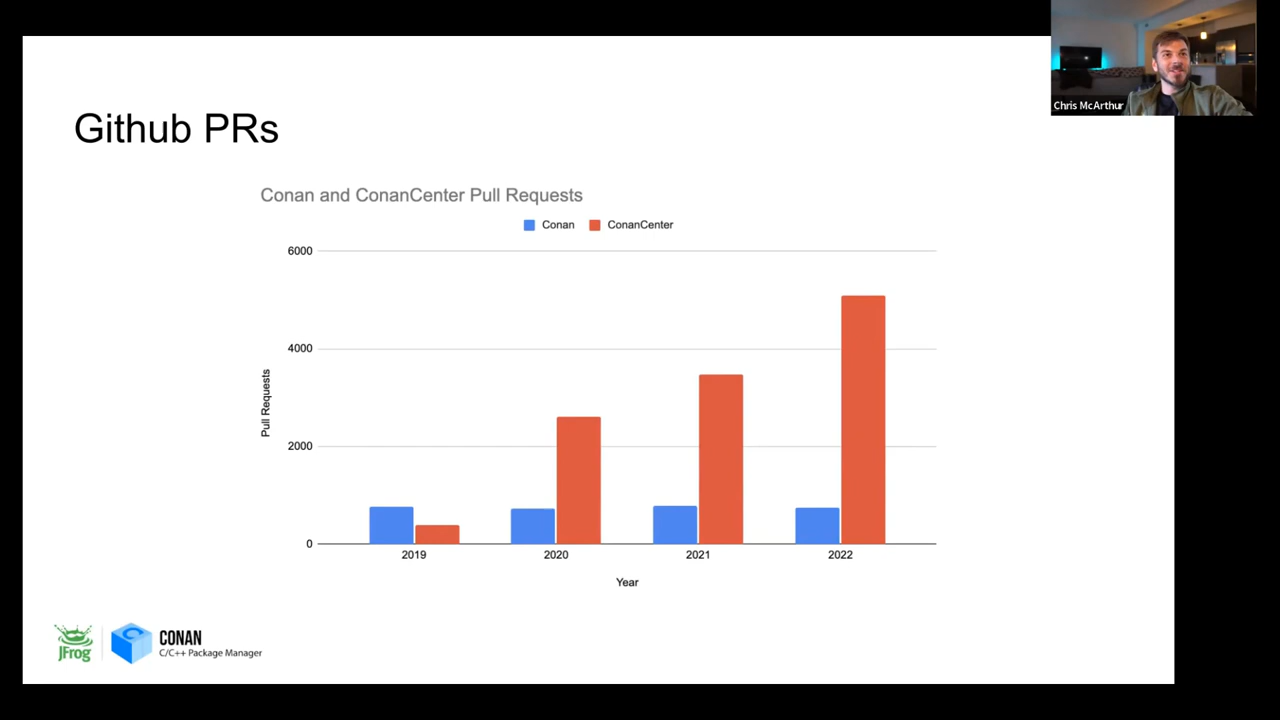 Chris McArthur
Github PRs
Conan and ConanCenter Pull Requests
Conan
ConanCenter
6000
4000
2000
0
Pull Requests
2019
2020
2021
2022
Year
JFrog
CONAN
C/C++ Package Manager